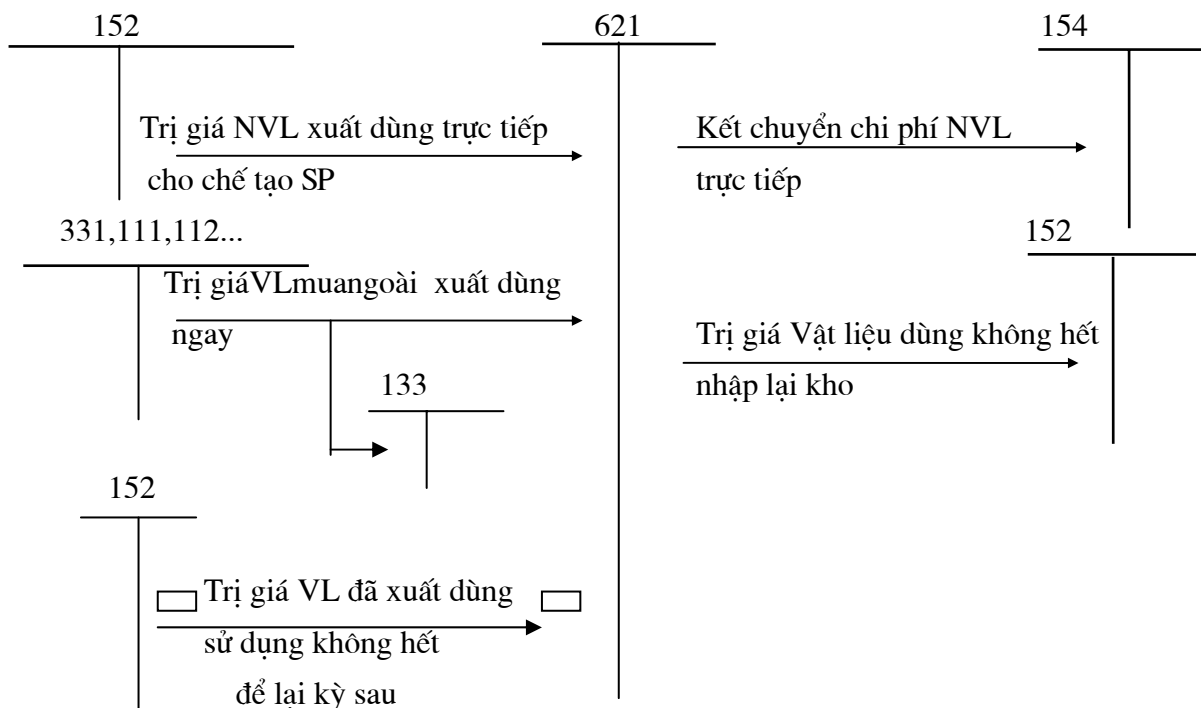 152
621
154
Trị giá NVL xuất dùng trực tiếp
cho chế tạo SP
Kết chuyển chi phí NVL
trực tiếp
331,111,112...
152
Trị giáVLmuangoài xuất dùng
ngay
Trị giá Vật liệu dùng không hết
nhập lại kho
133
152
Trị giá VL đã xuất dùng
sử dụng không hết
để lại kỳ sau